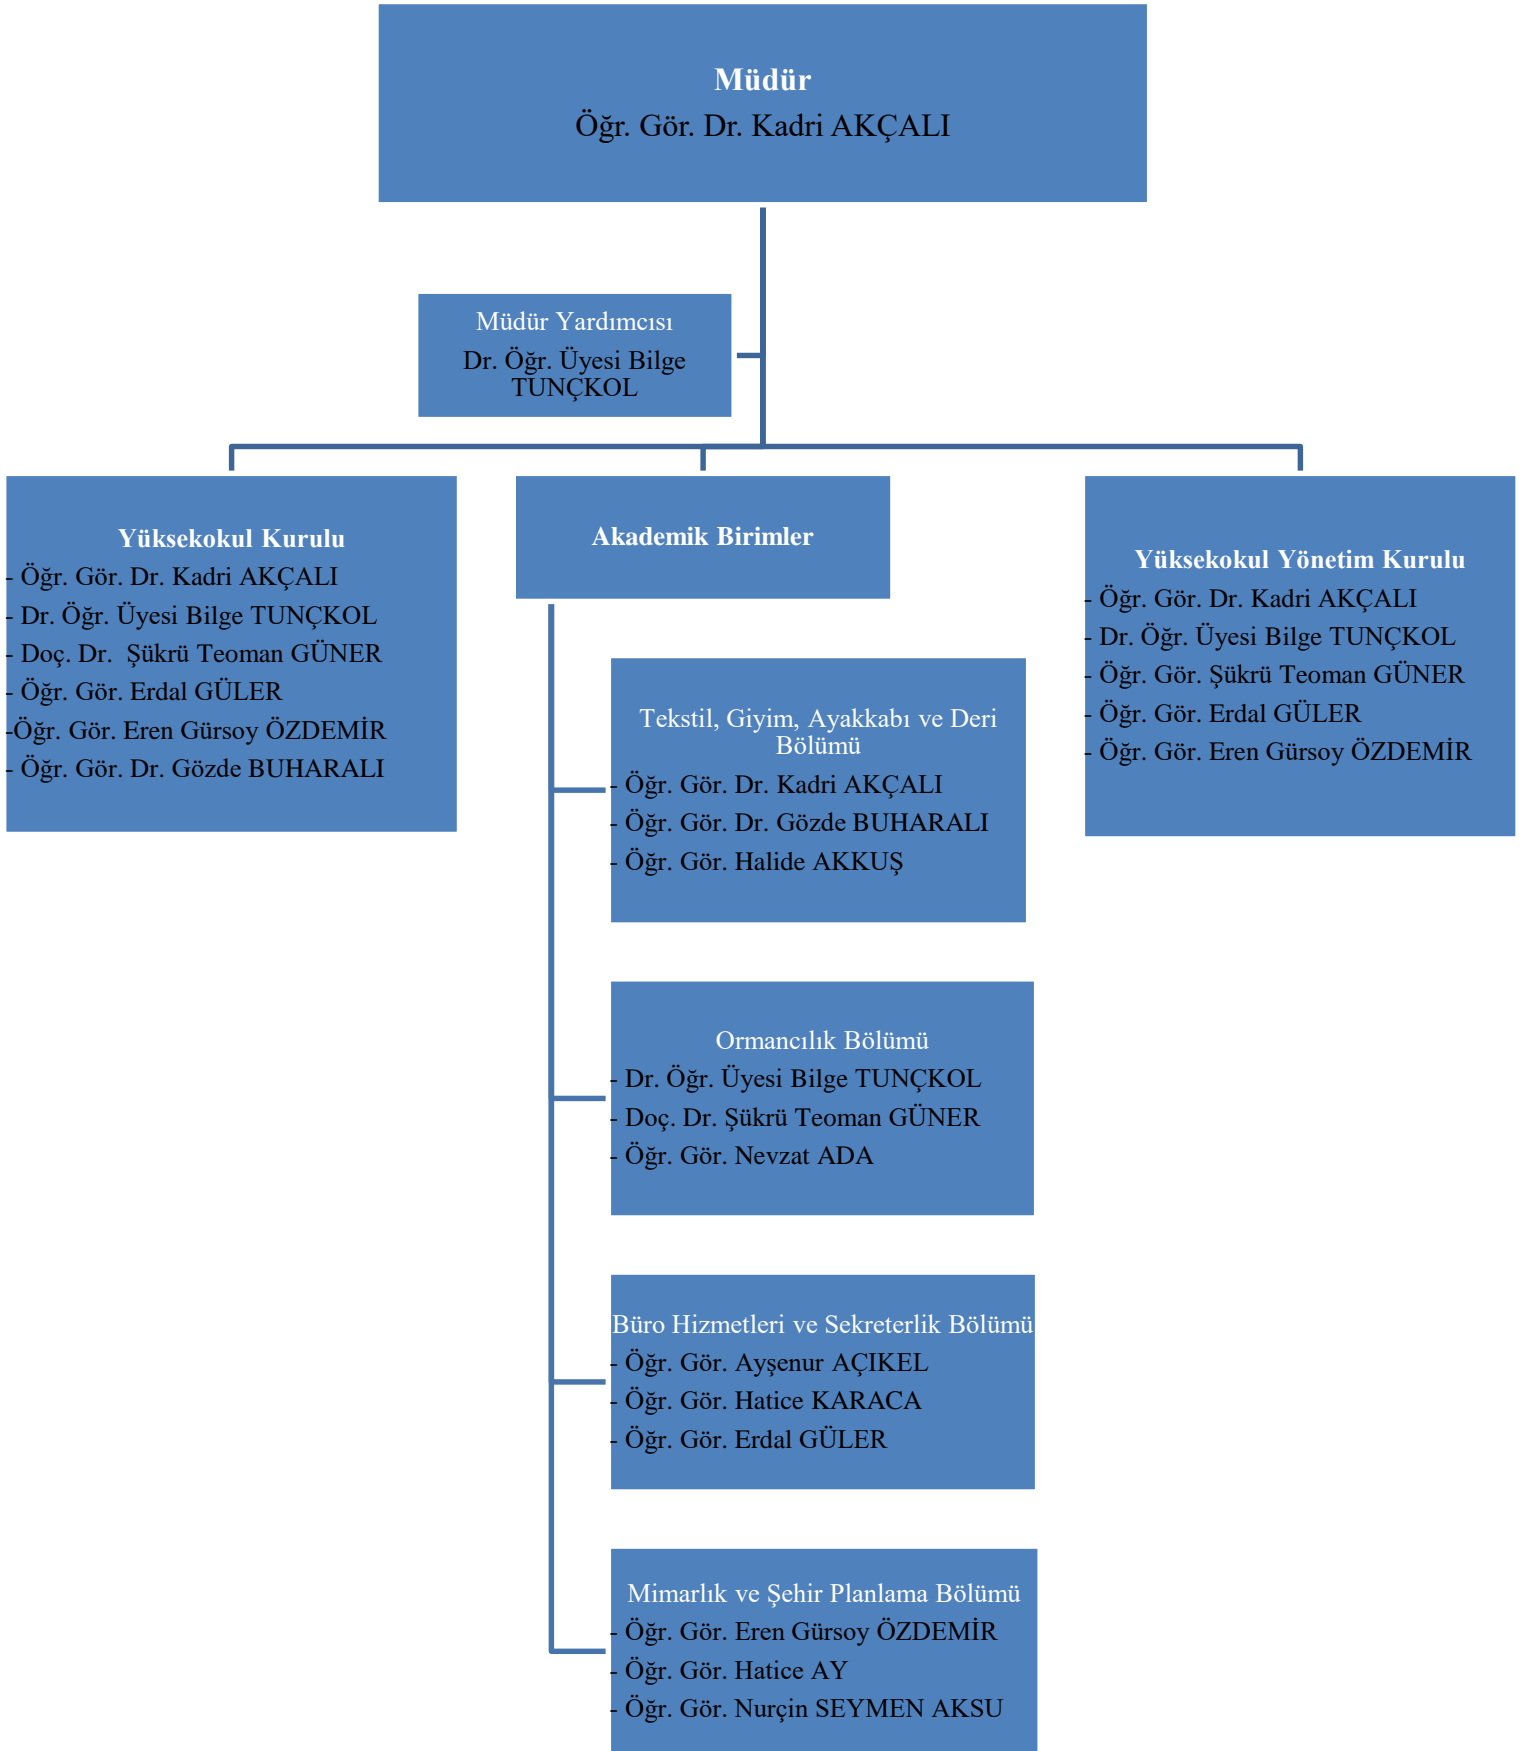 Müdür
Öğr. Gör. Dr. Kadri AKÇALI
Müdür Yardımcısı
Dr. Öğr. Üyesi Bilge
TUNÇKOL
Yüksekokul Kurulu
- Öğr. Gör. Dr. Kadri AKÇALI
- Dr. Öğr. Üyesi Bilge TUNÇKOL
- Doç. Dr.  Şükrü Teoman GÜNER
- Öğr. Gör. Erdal GÜLER
-Öğr. Gör. Eren Gürsoy ÖZDEMİR
- Öğr. Gör. Dr. Gözde BUHARALI
Akademik Birimler
Yüksekokul Yönetim Kurulu
- Öğr. Gör. Dr. Kadri AKÇALI
- Dr. Öğr. Üyesi Bilge TUNÇKOL
- Öğr. Gör. Şükrü Teoman GÜNER
- Öğr. Gör. Erdal GÜLER
- Öğr. Gör. Eren Gürsoy ÖZDEMİR
Tekstil, Giyim, Ayakkabı ve Deri
Bölümü
- Öğr. Gör. Dr. Kadri AKÇALI
- Öğr. Gör. Dr. Gözde BUHARALI
- Öğr. Gör. Halide AKKUŞ
Ormancılık Bölümü
- Dr. Öğr. Üyesi Bilge TUNÇKOL
- Doç. Dr. Şükrü Teoman GÜNER
- Öğr. Gör. Nevzat ADA
Büro Hizmetleri ve Sekreterlik Bölümü
- Öğr. Gör. Ayşenur AÇIKEL
- Öğr. Gör. Hatice KARACA
- Öğr. Gör. Erdal GÜLER
Mimarlık ve Şehir Planlama Bölümü
- Öğr. Gör. Eren Gürsoy ÖZDEMİR
- Öğr. Gör. Hatice AY
- Öğr. Gör. Nurçin SEYMEN AKSU